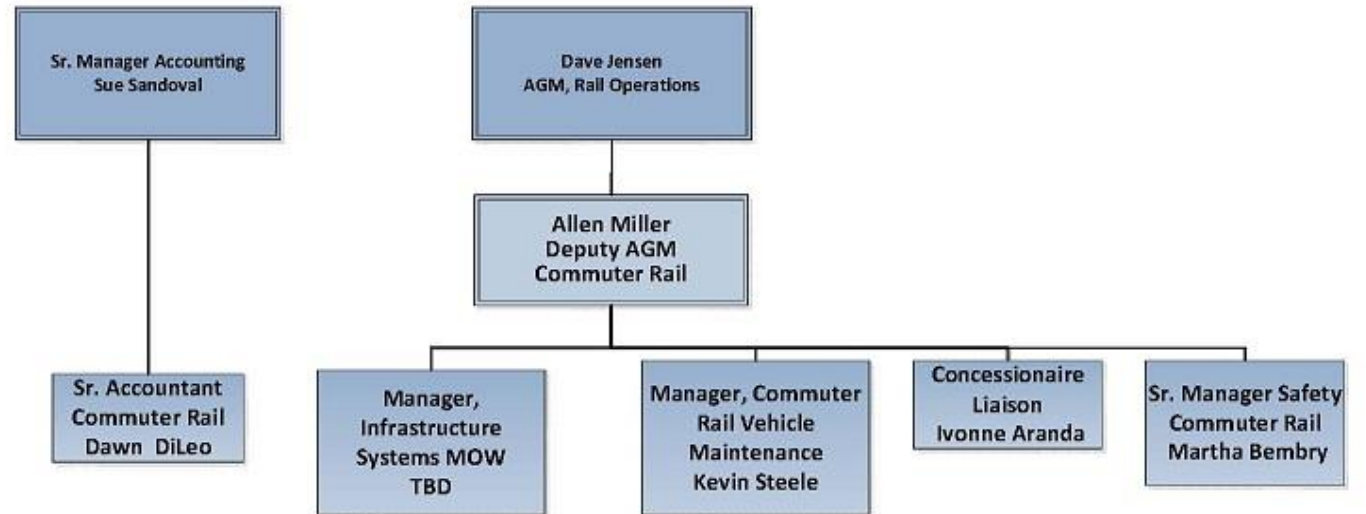 Sr. Manager Accounting
Sue Sandoval
Dave Jensen
AGM, Rail Operations
Allen Miller
Deputy AGM
Commuter Rail
Sr. Accountant
Commuter Rail
Dawn DiLeo
Manager,
Infrastructure
Systems MOW
TBD
Manager, Commuter
Rail Vehicle
Maintenance
Kevin Steele
Concessionaire
Liaison
Ivonne Aranda
Sr. Manager Safety
Commuter Rail
Martha Bembry